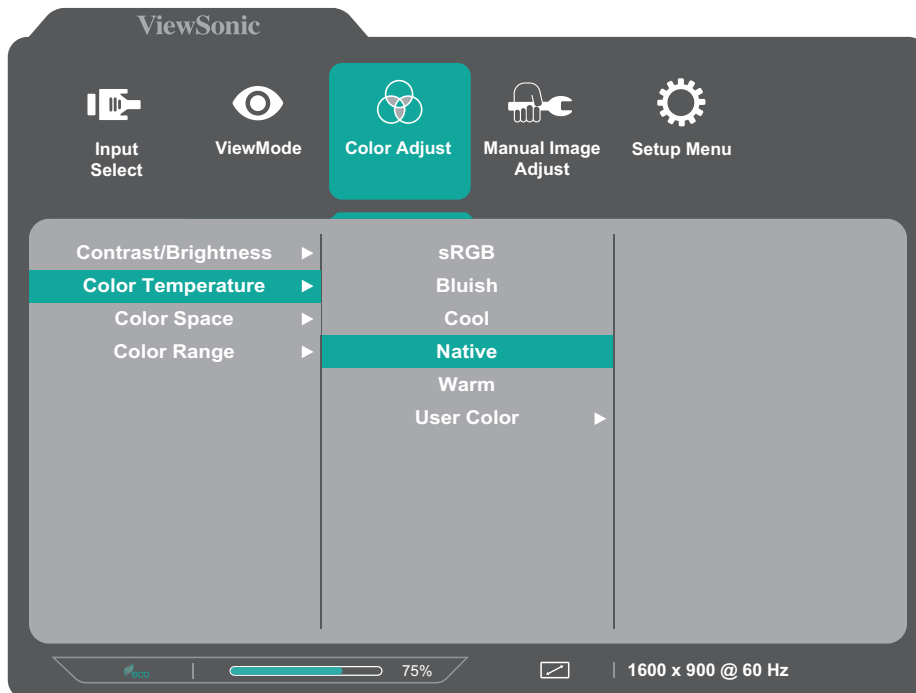 ViewSonic
Input
Select
ViewMode
Color Adjust
Manual Image
Adjust
Setup Menu
Contrast/Brightness
Color Temperature
Color Space
Color Range
sRGB
Bluish
Cool
Native
Warm
User Color
eco
75%
1600 x 900 @ 60 Hz